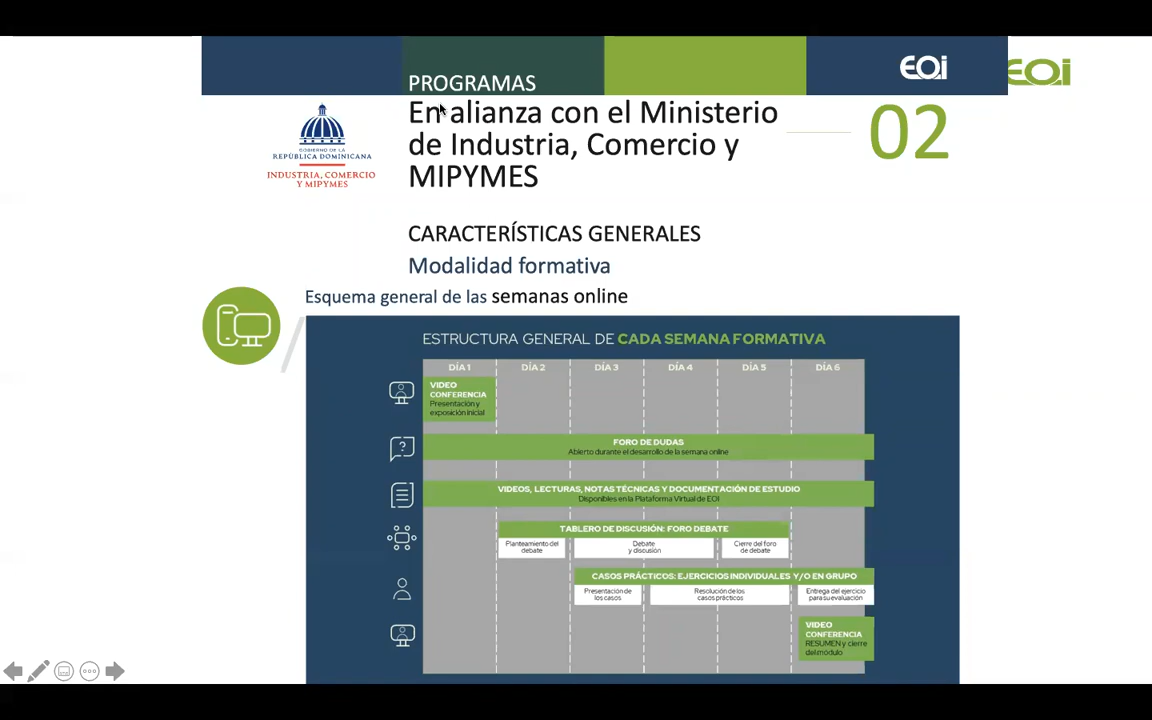 PROGRAMAS
EOi
EOi
En alianza con el Ministerio
de Industria, Comercio y
MIPYMES
02
GOBIERNO DE LA
REPÚBLICA DOMINICANA
INDUSTRIA, COMERCIO
Y MIPYMES
CARACTERÍSTICAS GENERALES
Modalidad formativa
Esquema general de las semanas online
ESTRUCTURA GENERAL DE CADA SEMANA FORMATIVA
DÍA 1 DÍA 2 DÍA 3 DÍA 4 DÍA 5 DÍA 6
VIDEO
CONFERENCIA
Presentación y
exposición inicial
FORO DE DUDAS
Abierto durante el desarrollo de la semana online
VIDEOS, LECTURAS, NOTAS TÉCNICAS Y DOCUMENTACIÓN DE ESTUDIO
Disponibles en la Plataforma Virtual de EOI
TABLERO DE DISCUSIÓN: FORO DEBATE
Planteamiento del
debate
Debate
y discusión
Cierre del foro
de debate
CASOS PRÁCTICOS: EJERCICIOS INDIVIDUALES Y/O EN GRUPO
Presentación de
los casos
Resolución de los
casos prácticos
Entrega del ejercicio
para su evaluación
VIDEO
CONFERENCIA
RESUMEN y cierre
del módulo